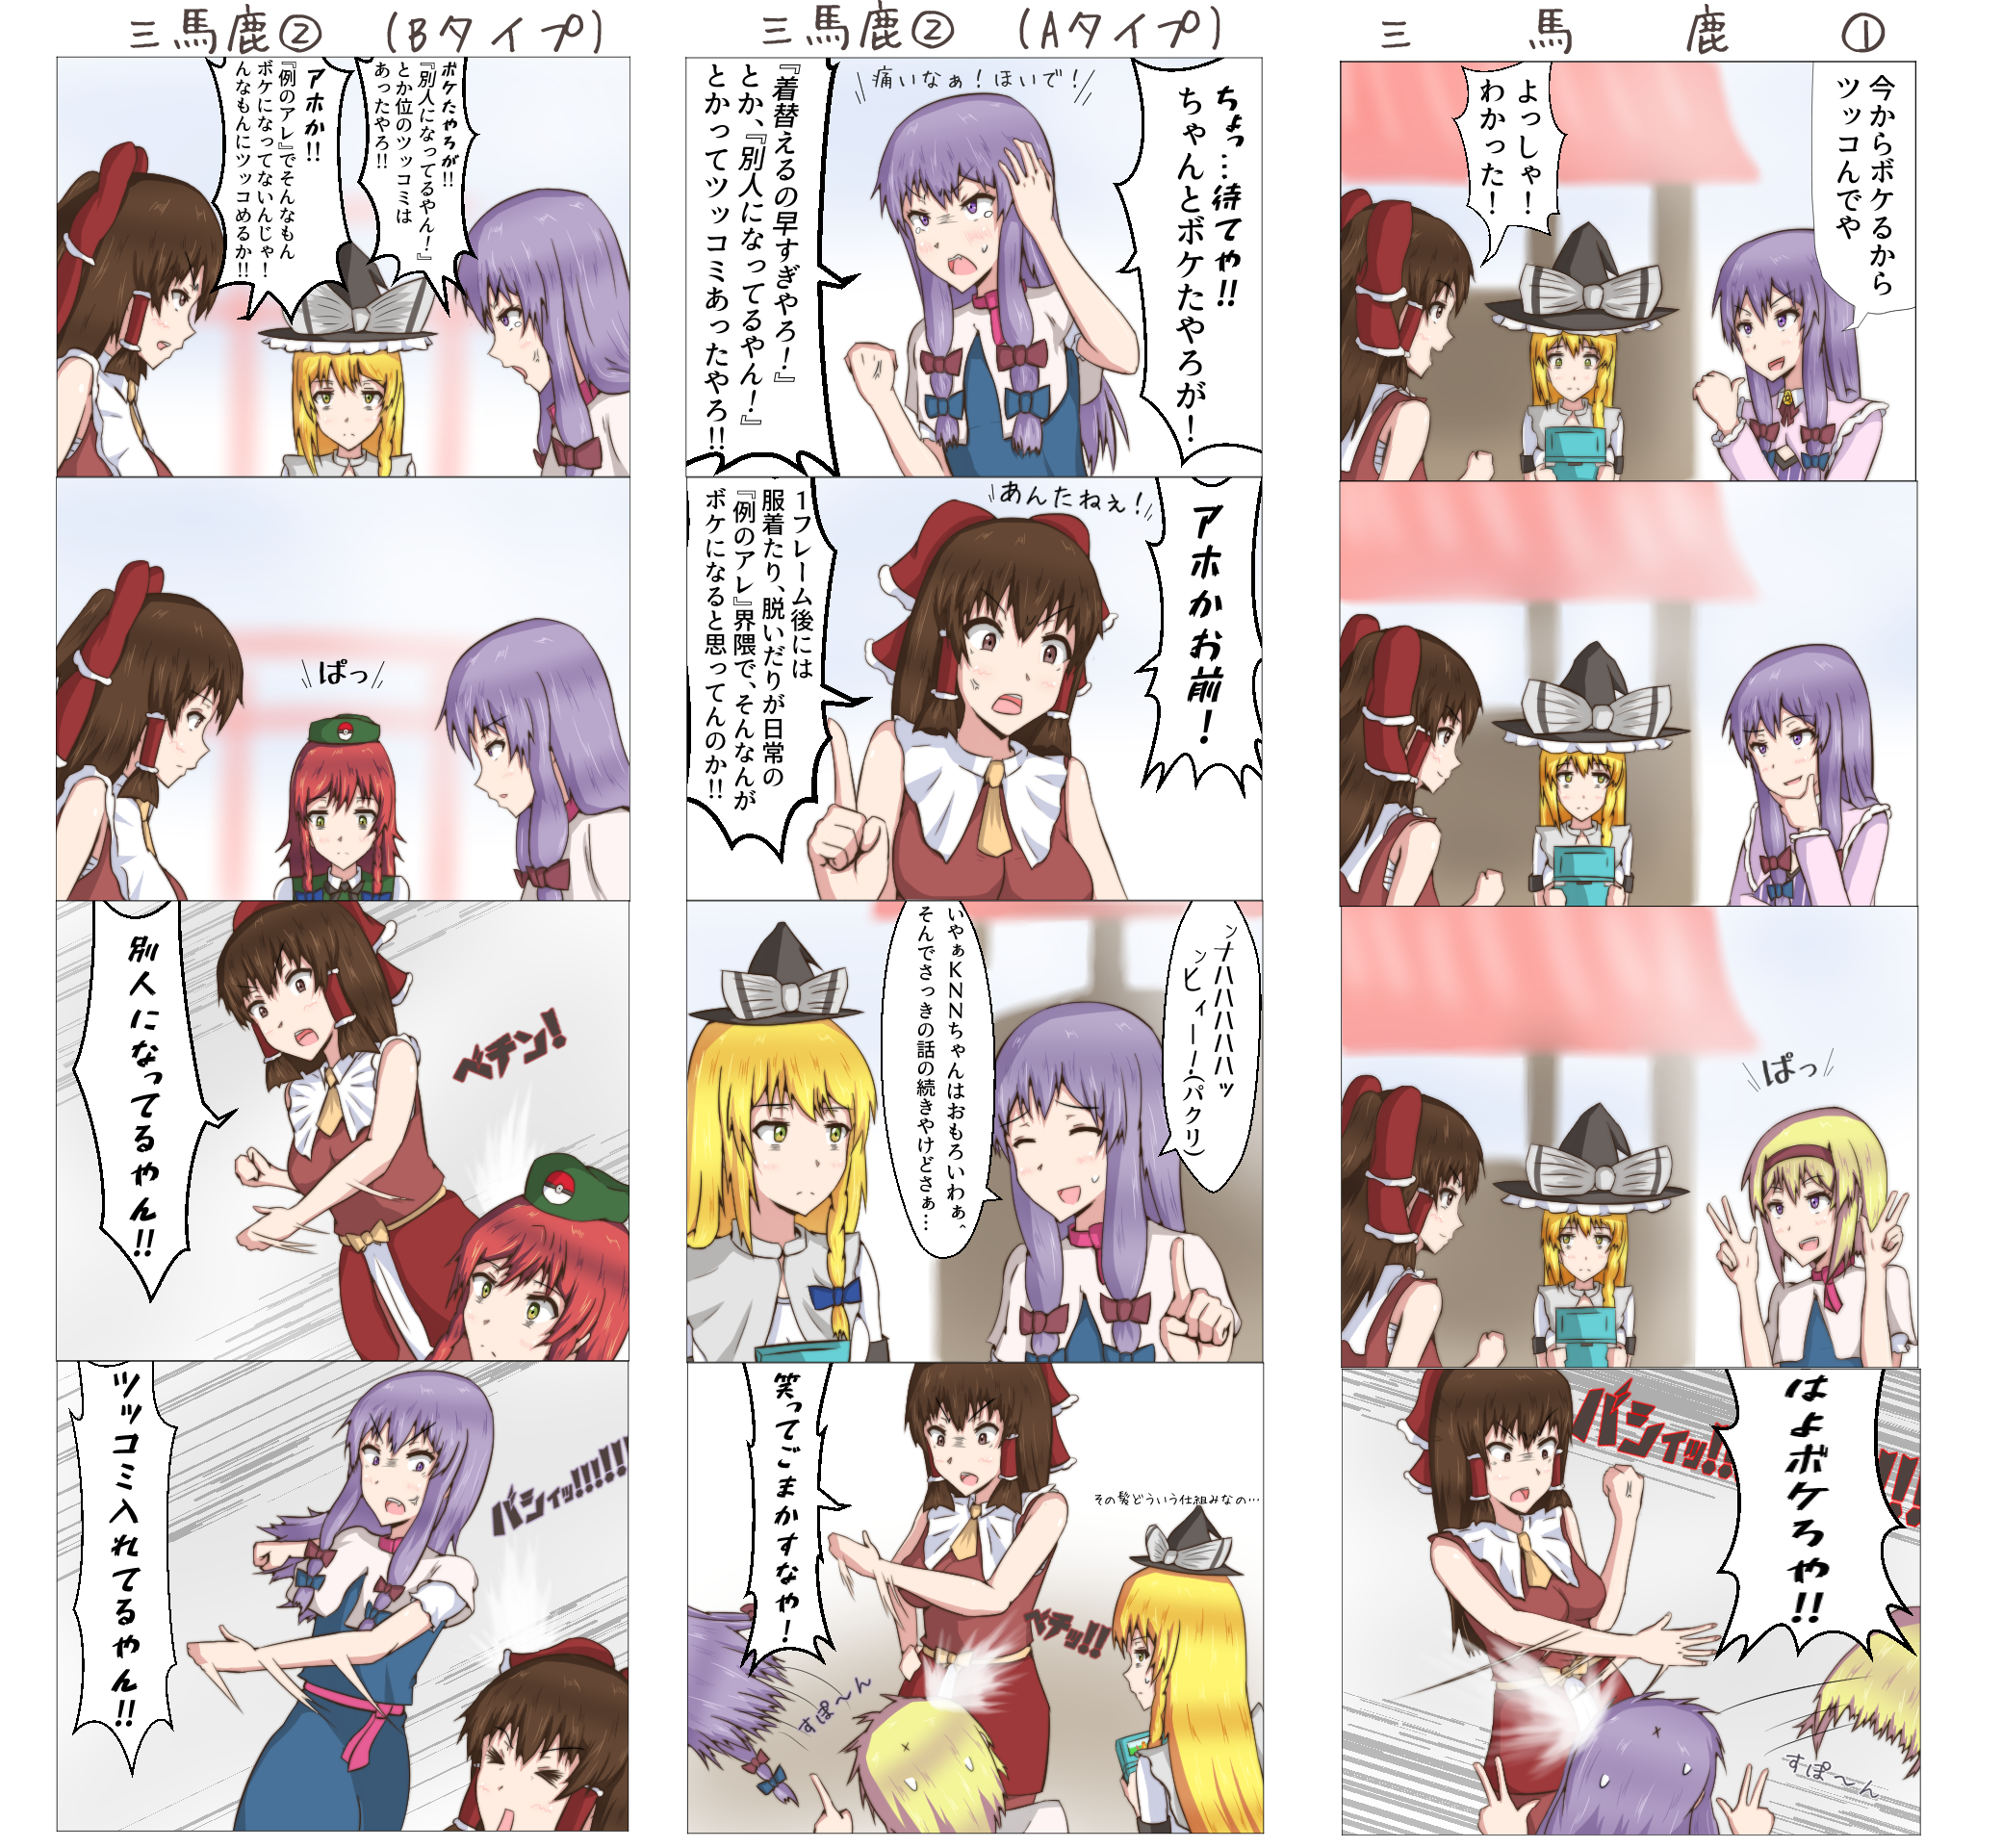 三馬鹿①
今からボケるから
ツッコんでや
よっしゃ！
わかった！
ぱっ
はよボケろや!!
バシィッ!!
!!
すぽ～ん
三馬鹿② (Aタイプ)
ちょっ…待てや!!
ちゃんとボケたやろが！
痛いなぁ！ほいで！
『着替えるの早すぎやろ！』
とか、『別人になってるやん！』
とかってツッコミあったやろ!!
あんたねぇ！
アホかお前！
1フレーム後には
服着たり、脱いだりが日常の
『例のアレ』界隈で、そんなんが
ボケになると思ってんのか!!
ンナハハハハハッ
ンヒィー！(パクリ)
いやぁKNNちゃんはおもろいわぁ、
そんでさっきの話の続きやけどさぁ…
笑ってごまかすなや！
その髪どういう仕組みなの…
ベチッ!!
すぽ～ん
三馬鹿② (Bタイプ)
ボケたやろが!!
『別人になってるやん！』
とか位のツッコミは
あったやろ!!
アホか!!
『例のアレ』でそんなもん
ボケになってないんじゃ！
んなもんにツッコめるか!!
ぱっ
別人になってるやん!!
ベチン!
ツッコミ入れてるやん!!
バシィッ!!!!!